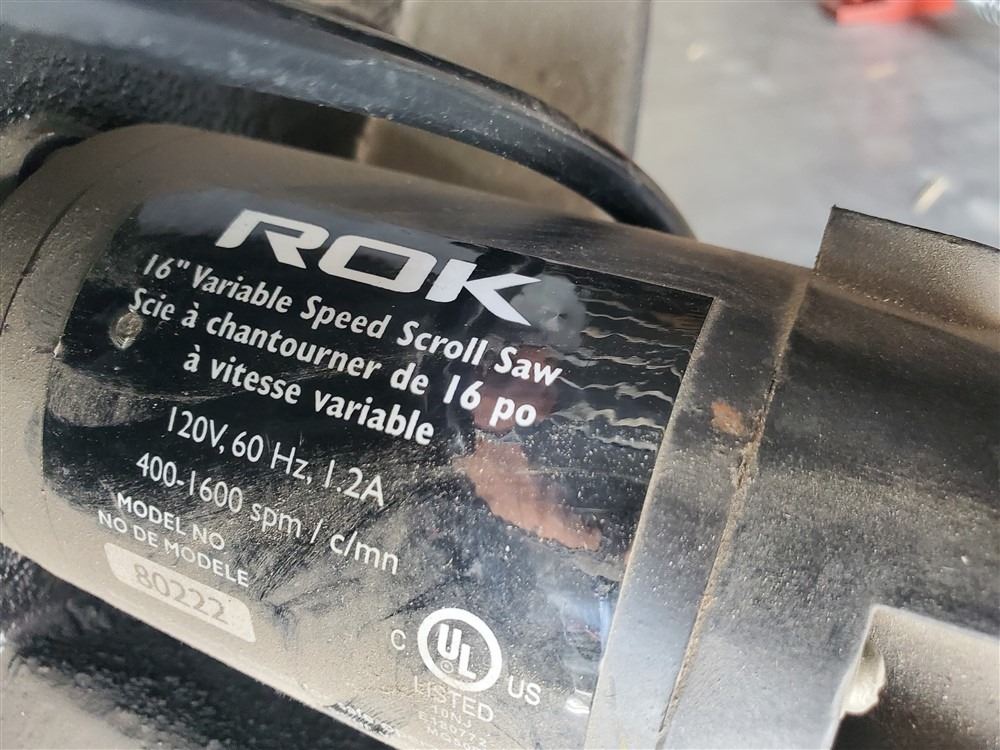 ROK
16" Variable Speed Scroll Saw
Scie à chantourner de 16 po
à vitesse variable
120V, 60 Hz, 1.2A
400-1600 spm / c/mn
MODEL NO.
NO DE MODELE
80222
C UL US
LISTED
10NJ